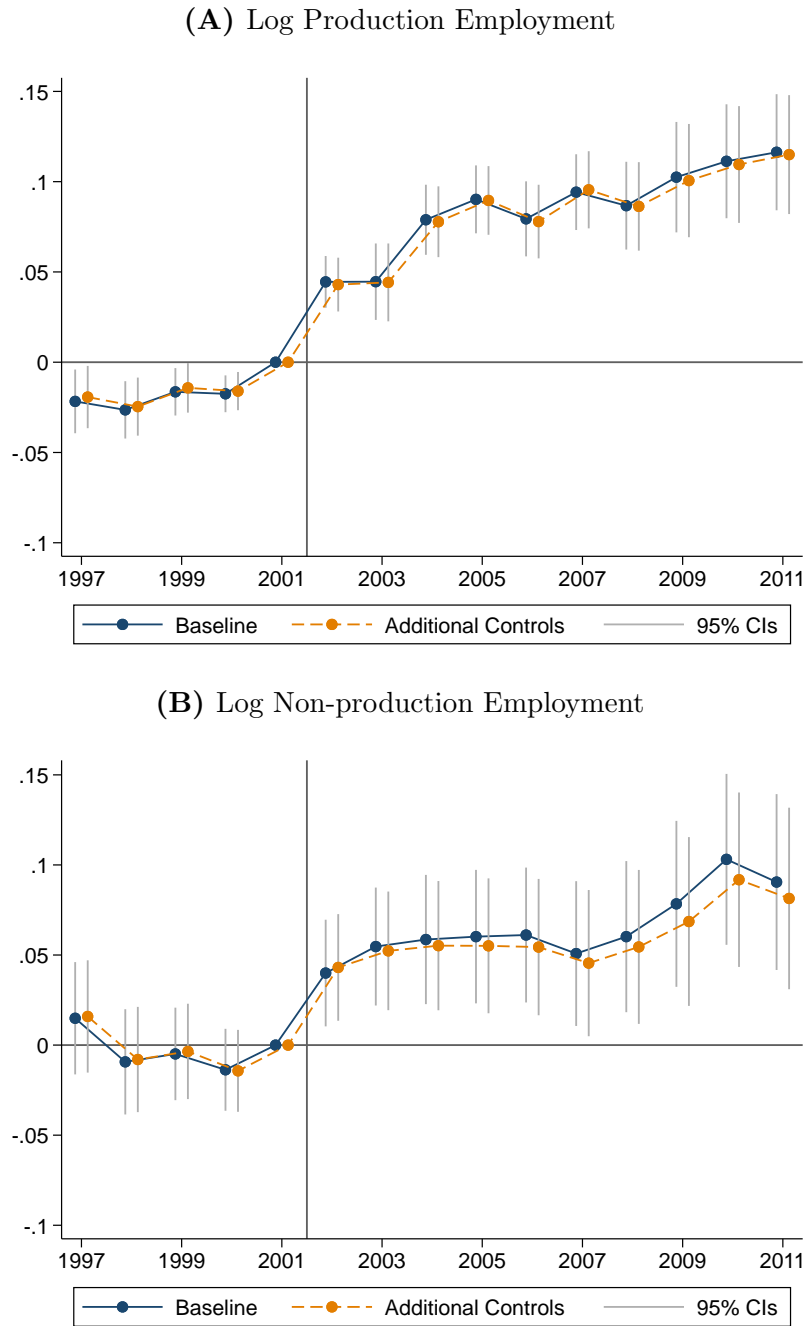 (A) Log Production Employment
.15
.1
.05
0
-.05
-.1
1997 1999 2001 2003 2005 2007 2009 2011
Baseline Additional Controls 95% CIs
(B) Log Non-production Employment
.15
.1
.05
0
-.05
-.1
1997 1999 2001 2003 2005 2007 2009 2011
Baseline Additional Controls 95% CIs